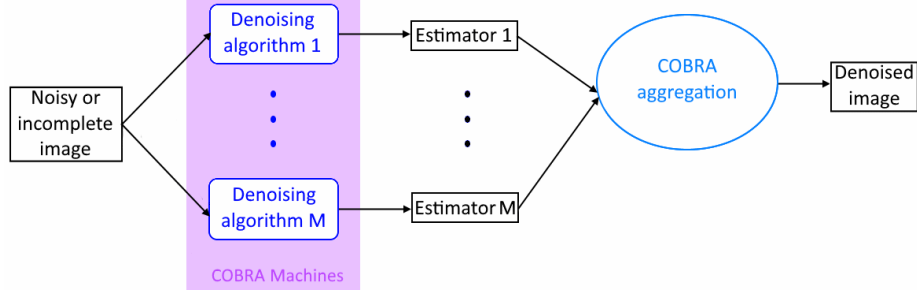 Noisy or
incomplete
image
Denoising
algorithm 1
Denoising
algorithm M
COBRA Machines
Estimator 1
Estimator M
COBRA
aggregation
Denoised
image